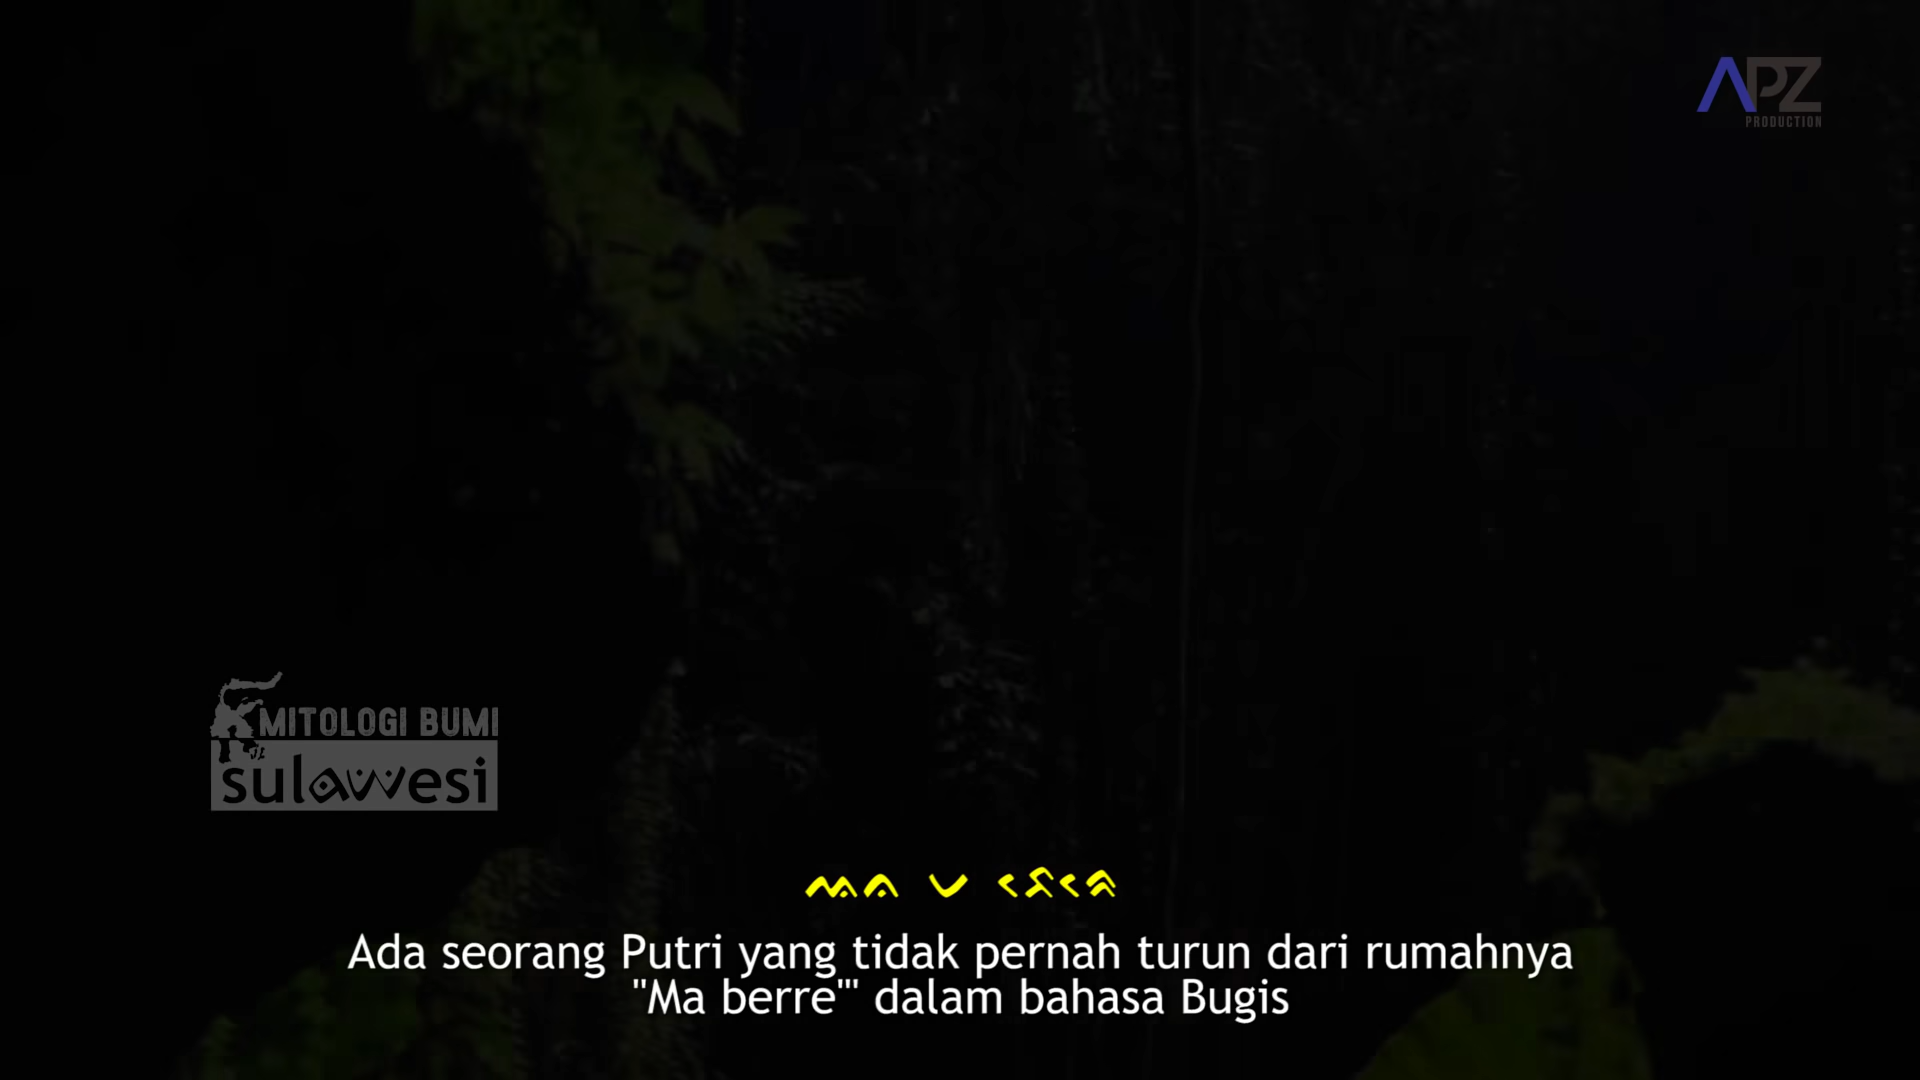 MITOLOGI BUMI
sulawesi
APZ
PRODUCTION
ᨕᨊ ᨆ ᨅᨙᨑᨙ
Ada seorang Putri yang tidak pernah turun dari rumahnya
"Ma berre'" dalam bahasa Bugis